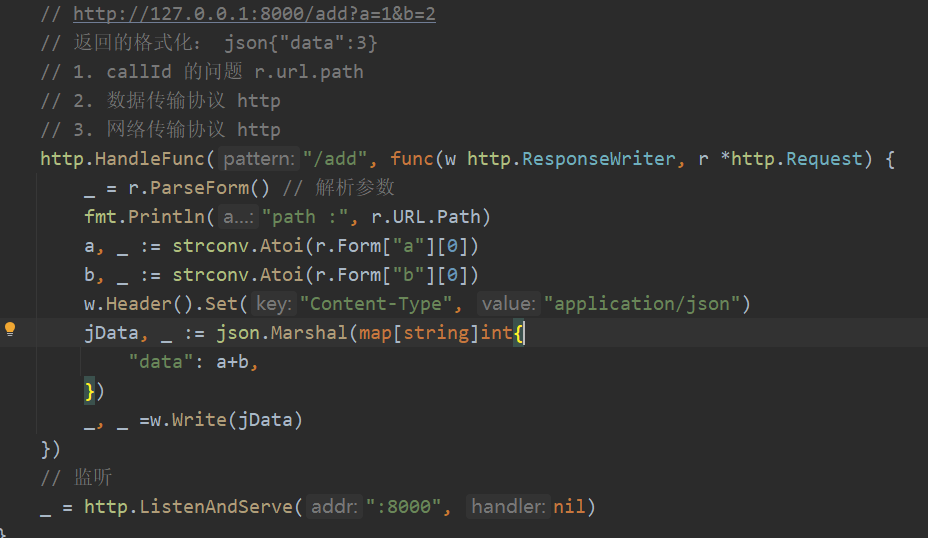 // http://127.0.0.1:8000/add?a=1&b=2
// 返回的格式化： json{"data":3}
// 1. callId 的问题 r.url.path
// 2. 数据传输协议 http
// 3. 网络传输协议 http
http.HandleFunc( pattern: "/add", func(w http.ResponseWriter, r *http.Request) {
_ = r.ParseForm() // 解析参数
fmt.Println( a...: "path :", r.URL.Path)
a, _ := strconv.Atoi(r.Form["a"][0])
b, _ := strconv.Atoi(r.Form["b"][0])
w.Header().Set( key: "Content-Type", value: "application/json")
jData, _ := json.Marshal(map[string]int{
"data": a+b,
})
_, _ =w.Write(jData)
})
// 监听
_ = http.ListenAndServe( addr: ":8000", handler: nil)
}